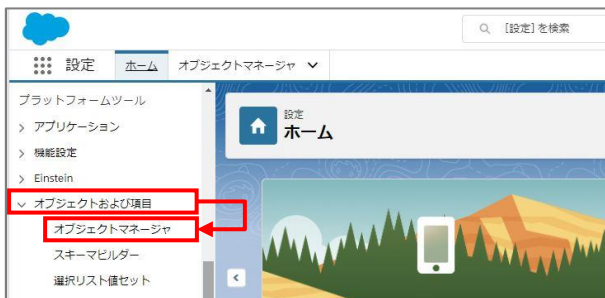 [設定] を検索
設定 ホーム オブジェクトマネージャ
プラットフォームツール
アプリケーション
機能設定
Einstein
オブジェクトおよび項目
オブジェクトマネージャ
スキーマビルダー
選択リスト値セット
設定
ホーム